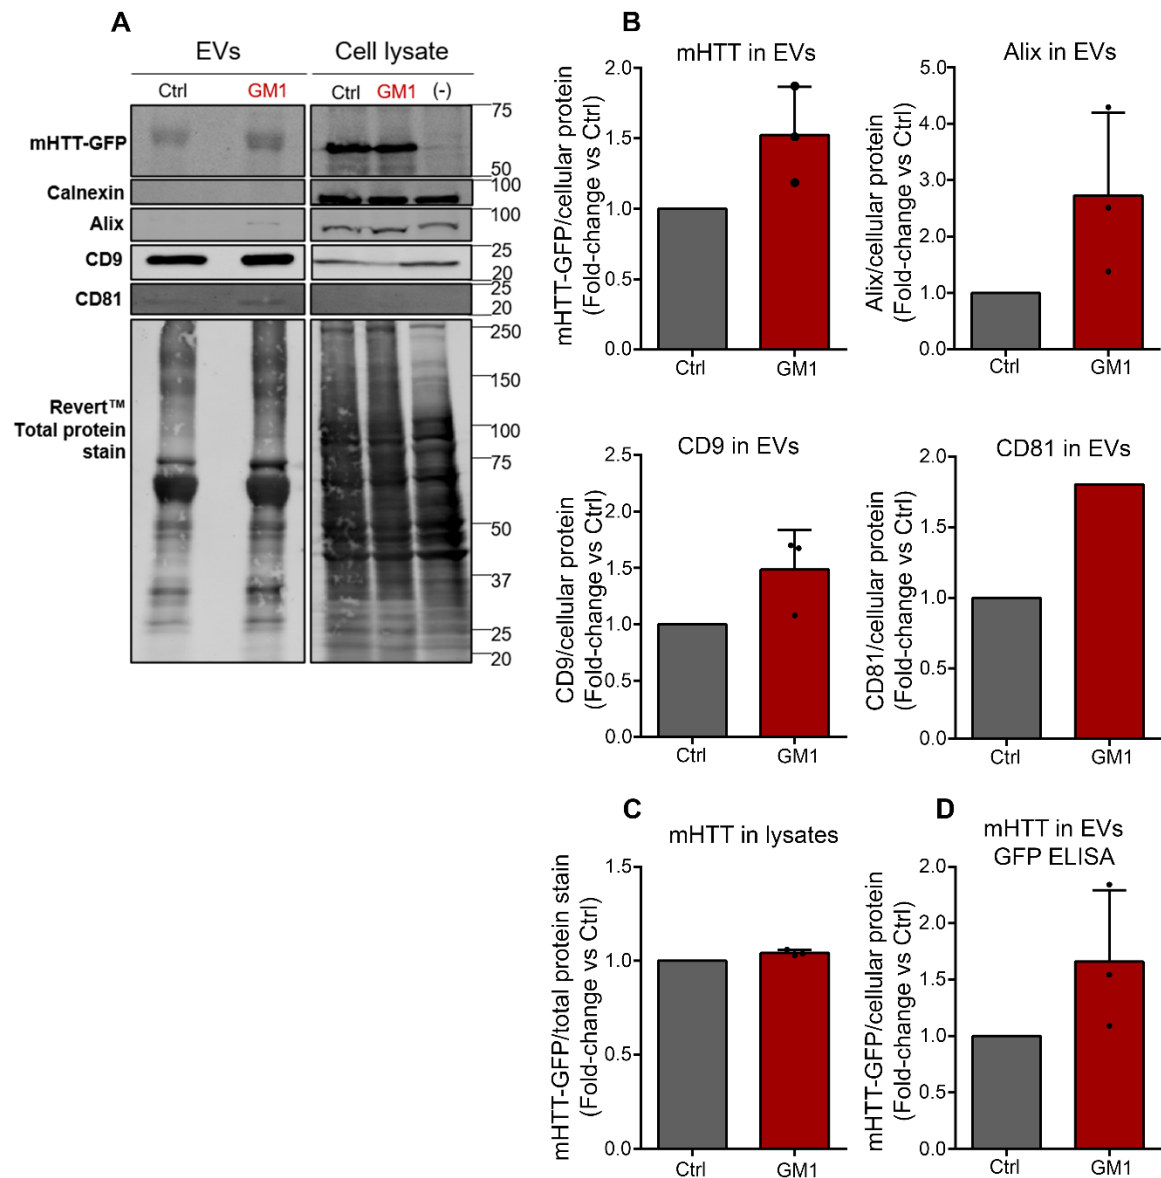 A
EVs
Cell lysate
Ctrl
GM1
Ctrl
GM1
(-)
mHTT-GFP
75
50
Calnexin
100
Alix
100
CD9
25
20
CD81
25
20
Revert™
Total protein
stain
250
150
100
75
50
37
25
20
B
mHTT in EVs
mHTT-GFP/cellular protein
(Fold-change vs Ctrl)
2.0
1.5
1.0
0.5
0.0
Ctrl
GM1
Alix in EVs
Alix/cellular protein
(Fold-change vs Ctrl)
5.0
4.0
3.0
2.0
1.0
0.0
Ctrl
GM1
CD9 in EVs
CD9/cellular protein
(Fold-change vs Ctrl)
2.5
2.0
1.5
1.0
0.5
0.0
Ctrl
GM1
CD81 in EVs
CD81/cellular protein
(Fold-change vs Ctrl)
2.0
1.5
1.0
0.5
0.0
Ctrl
GM1
C
mHTT in lysates
mHTT-GFP/total protein stain
(Fold-change vs Ctrl)
1.5
1.0
0.5
0.0
Ctrl
GM1
D
mHTT in EVs
GFP ELISA
mHTT-GFP/cellular protein
(Fold-change vs Ctrl)
2.0
1.5
1.5
1.0
0.5
0.0
Ctrl
GM1